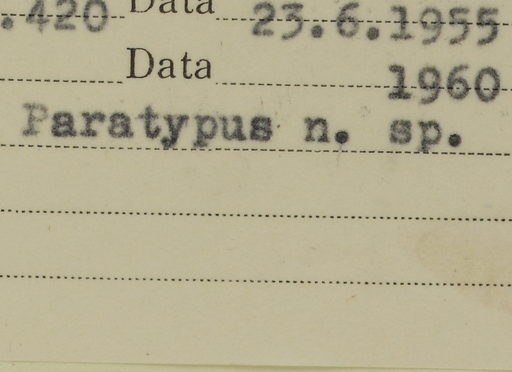 .420 Data 23.6.1955
Data 1960
Paratypus n. sp.